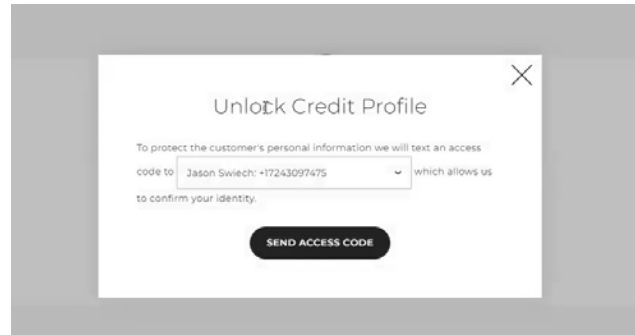 Unlock Credit Profile
To protect the customer's personal information we will text an access
code to Jason Swiech: +17243097475 which allows us
to confirm your identity.
SEND ACCESS CODE